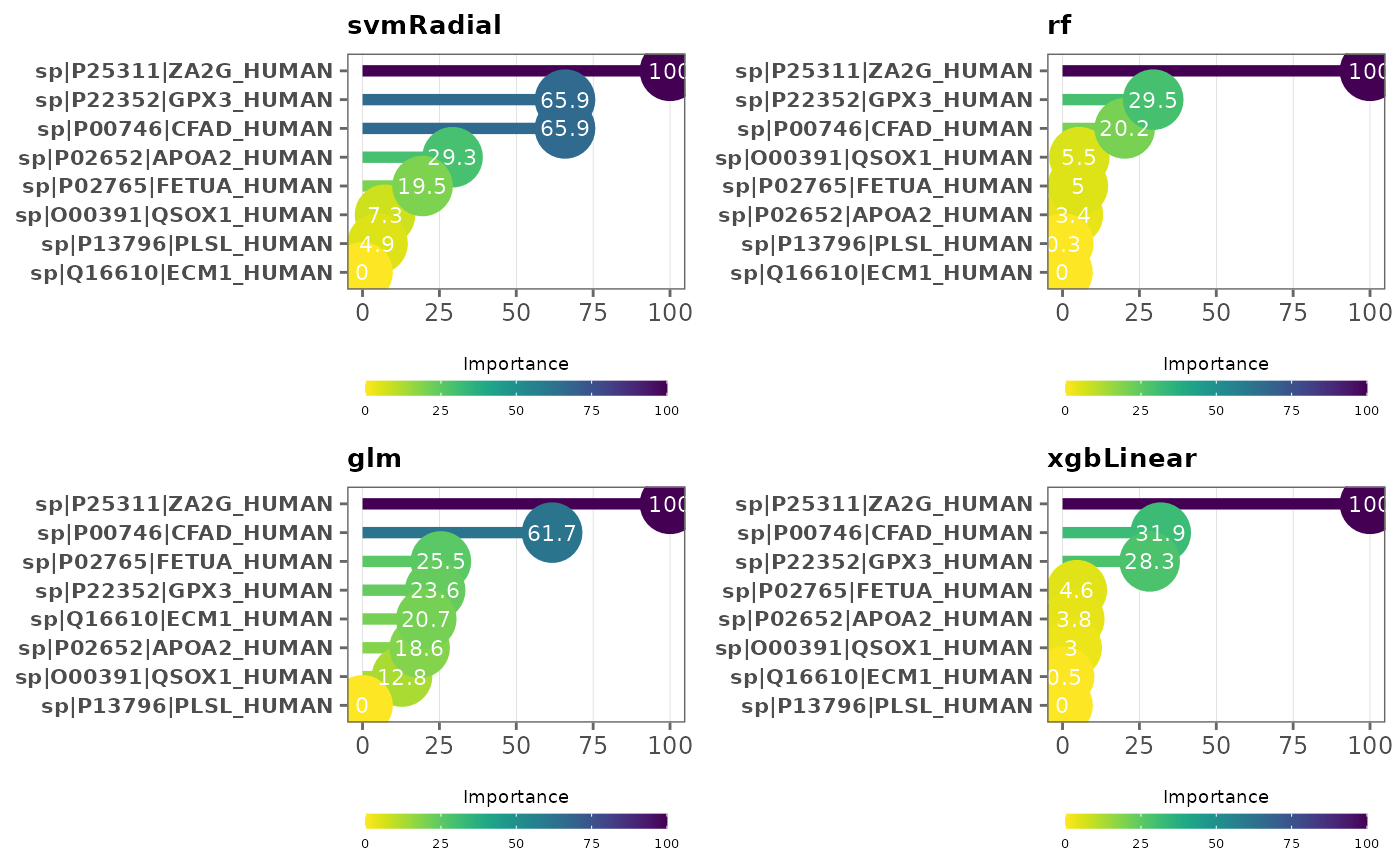 svmRadial
sp|P25311|ZA2G_HUMAN 100
sp|P22352|GPX3_HUMAN 65.9
sp|P00746|CFAD_HUMAN 65.9
sp|P02652|APOA2_HUMAN 29.3
sp|P02765|FETUA_HUMAN 19.5
sp|O00391|QSOX1_HUMAN 7.3
sp|P13796|PLSL_HUMAN 4.9
sp|Q16610|ECM1_HUMAN 0
0 25 50 75 100
Importance
0 25 50 75 100
rf
sp|P25311|ZA2G_HUMAN 100
sp|P22352|GPX3_HUMAN 29.5
sp|P00746|CFAD_HUMAN 20.2
sp|O00391|QSOX1_HUMAN 5.5
sp|P02765|FETUA_HUMAN 5
sp|P02652|APOA2_HUMAN 3.4
sp|P13796|PLSL_HUMAN 0.3
sp|Q16610|ECM1_HUMAN 0
0 25 50 75 100
Importance
0 25 50 75 100
glm
sp|P25311|ZA2G_HUMAN 100
sp|P00746|CFAD_HUMAN 61.7
sp|P02765|FETUA_HUMAN 25.5
sp|P22352|GPX3_HUMAN 23.6
sp|Q16610|ECM1_HUMAN 20.7
sp|P02652|APOA2_HUMAN 18.6
sp|O00391|QSOX1_HUMAN 12.8
sp|P13796|PLSL_HUMAN 0
0 25 50 75 100
Importance
0 25 50 75 100
xgbLinear
sp|P25311|ZA2G_HUMAN 100
sp|P00746|CFAD_HUMAN 31.9
sp|P22352|GPX3_HUMAN 28.3
sp|P02765|FETUA_HUMAN 4.6
sp|P02652|APOA2_HUMAN 3.8
sp|O00391|QSOX1_HUMAN 3
sp|Q16610|ECM1_HUMAN 0.5
sp|P13796|PLSL_HUMAN 0
0 25 50 75 100
Importance
0 25 50 75 100